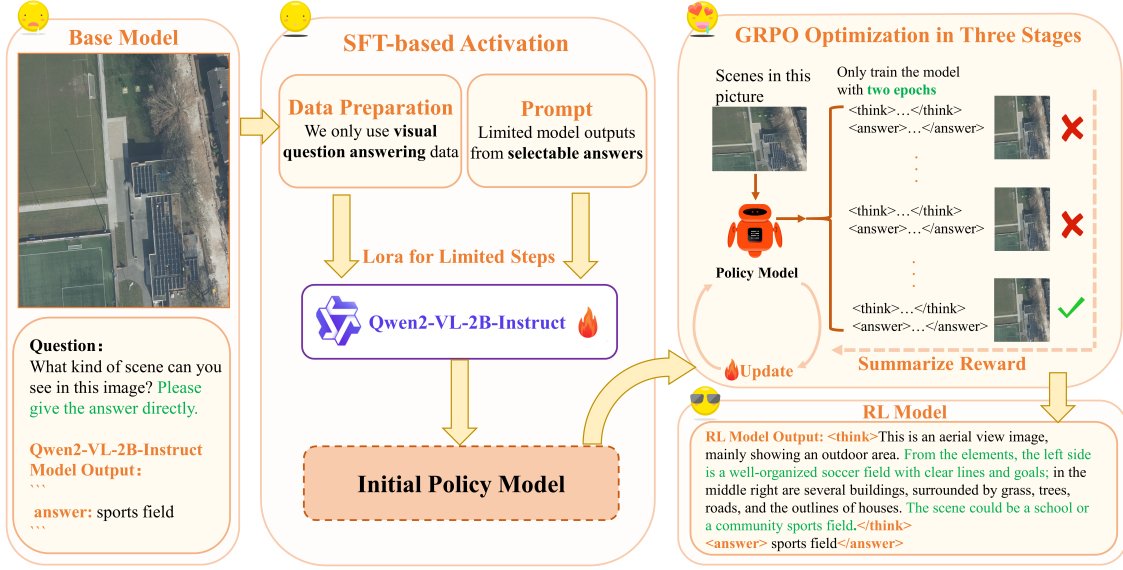 Base Model
Question:
What kind of scene can you
see in this image? Please
give the answer directly.
Qwen2-VL-2B-Instruct
Model Output:
```
answer: sports field
```
SFT-based Activation
Data Preparation
We only use visual
question answering data
Prompt
Limited model outputs
from selectable answers
Lora for Limited Steps
Qwen2-VL-2B-Instruct
Initial Policy Model
GRPO Optimization in Three Stages
Scenes in this
picture
Policy Model
Update
Only train the model
with two epochs
<think>…</think>
<answer>…</answer>
<think>…</think>
<answer>…</answer>
<think>…</think>
<answer>…</answer>
Summarize Reward
RL Model
RL Model Output: <think>This is an aerial view image,
mainly showing an outdoor area. From the elements, the left side
is a well-organized soccer field with clear lines and goals; in the
middle right are several buildings, surrounded by grass, trees,
roads, and the outlines of houses. The scene could be a school or
a community sports field.</think>
<answer> sports field</answer>